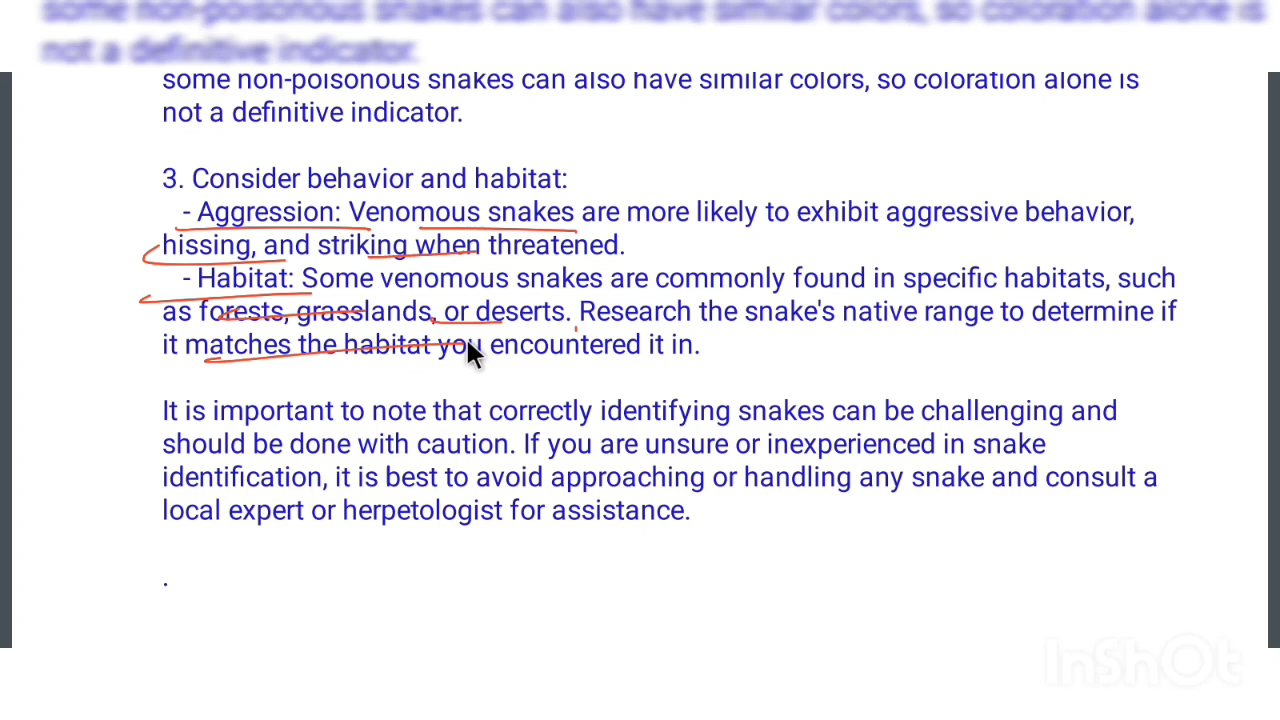 some non-poisonous snakes can also have similar colors, so coloration alone is
not a definitive indicator.
some non-poisonous snakes can also have similar colors, so coloration alone is
not a definitive indicator.
3. Consider behavior and habitat:
- Aggression: Venomous snakes are more likely to exhibit aggressive behavior,
hissing, and striking when threatened.
- Habitat: Some venomous snakes are commonly found in specific habitats, such
as forests, grasslands, or deserts. Research the snake's native range to determine if
it matches the habitat you encountered it in.
It is important to note that correctly identifying snakes can be challenging and
should be done with caution. If you are unsure or inexperienced in snake
identification, it is best to avoid approaching or handling any snake and consult a
local expert or herpetologist for assistance.
.
InShOt